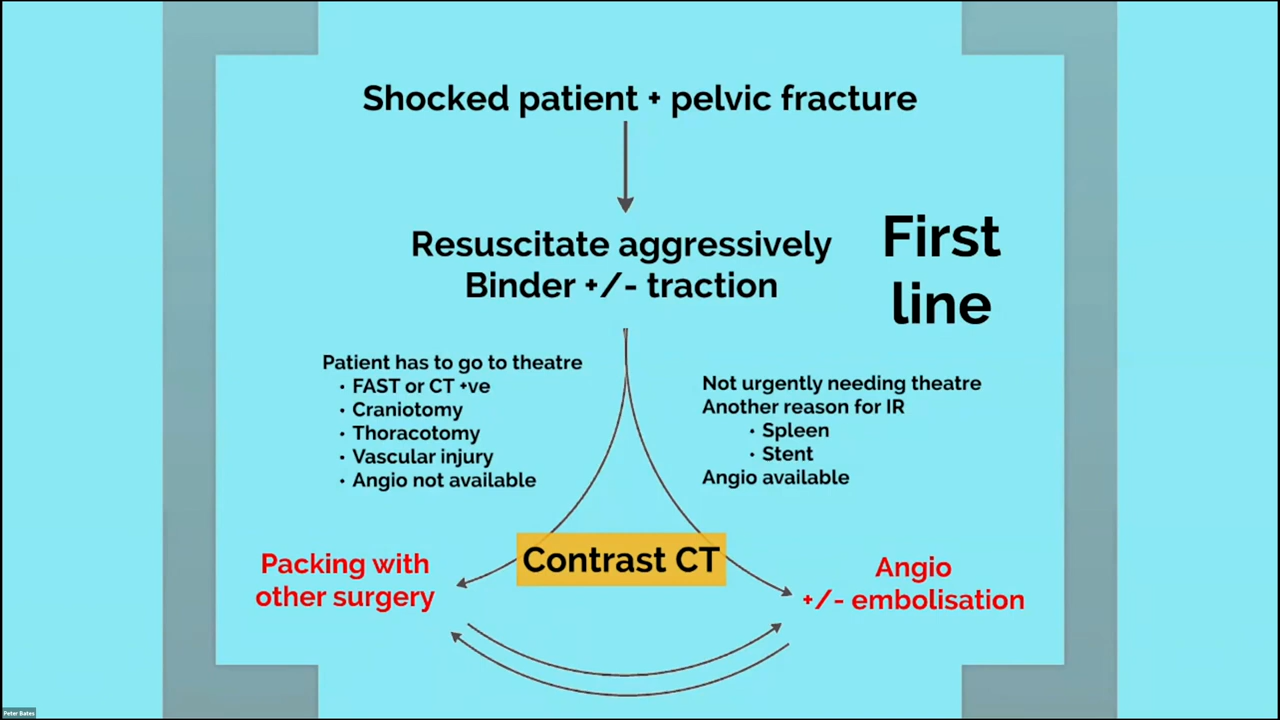 Shocked patient + pelvic fracture
Resuscitate aggressively
Binder +/- traction
First
line
Patient has to go to theatre
• FAST or CT +ve
• Craniotomy
• Thoracotomy
• Vascular injury
• Angio not available
Not urgently needing theatre
Another reason for IR
• Spleen
• Stent
Angio available
Contrast CT
Packing with
other surgery
Angio
+/- embolisation
Peter Bates